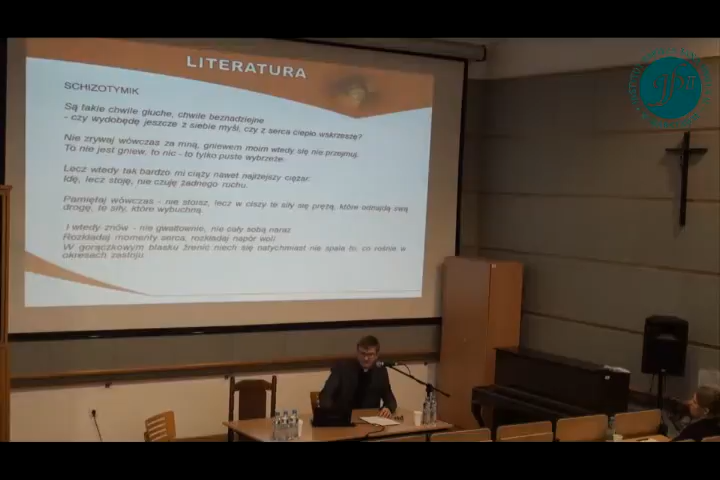 LITERATURA
SCHIZOTYMIK
Są takie chwile głuche, chwile beznadziejne
- czy wydobędę jeszcze z siebie myśl, czy z serca ciepło wskrzeszę?
Nie zrywaj wówczas za mną, gniewem moim wtedy się nie przejmuj.
To nie jest gniew, to nic - to tylko puste wybrzeże.
Lecz wtedy tak bardzo mi ciąży nawet najlżejszy ciężar.
Idę, lecz stoję, nie czuję żadnego ruchu.
Pamiętaj wówczas - nie stoisz, lecz w ciszy te siły się prężą, które odnajdą swą
drogę, te siły, które wybuchną.
I wtedy znów - nie gwałtownie, nie cały sobą naraz
Rozkładaj momenty serca, rozkładaj napór woli
W gorączkowym blasku źrenic niech się natychmiast nie spala to, co rośnie w
okresach zastoju